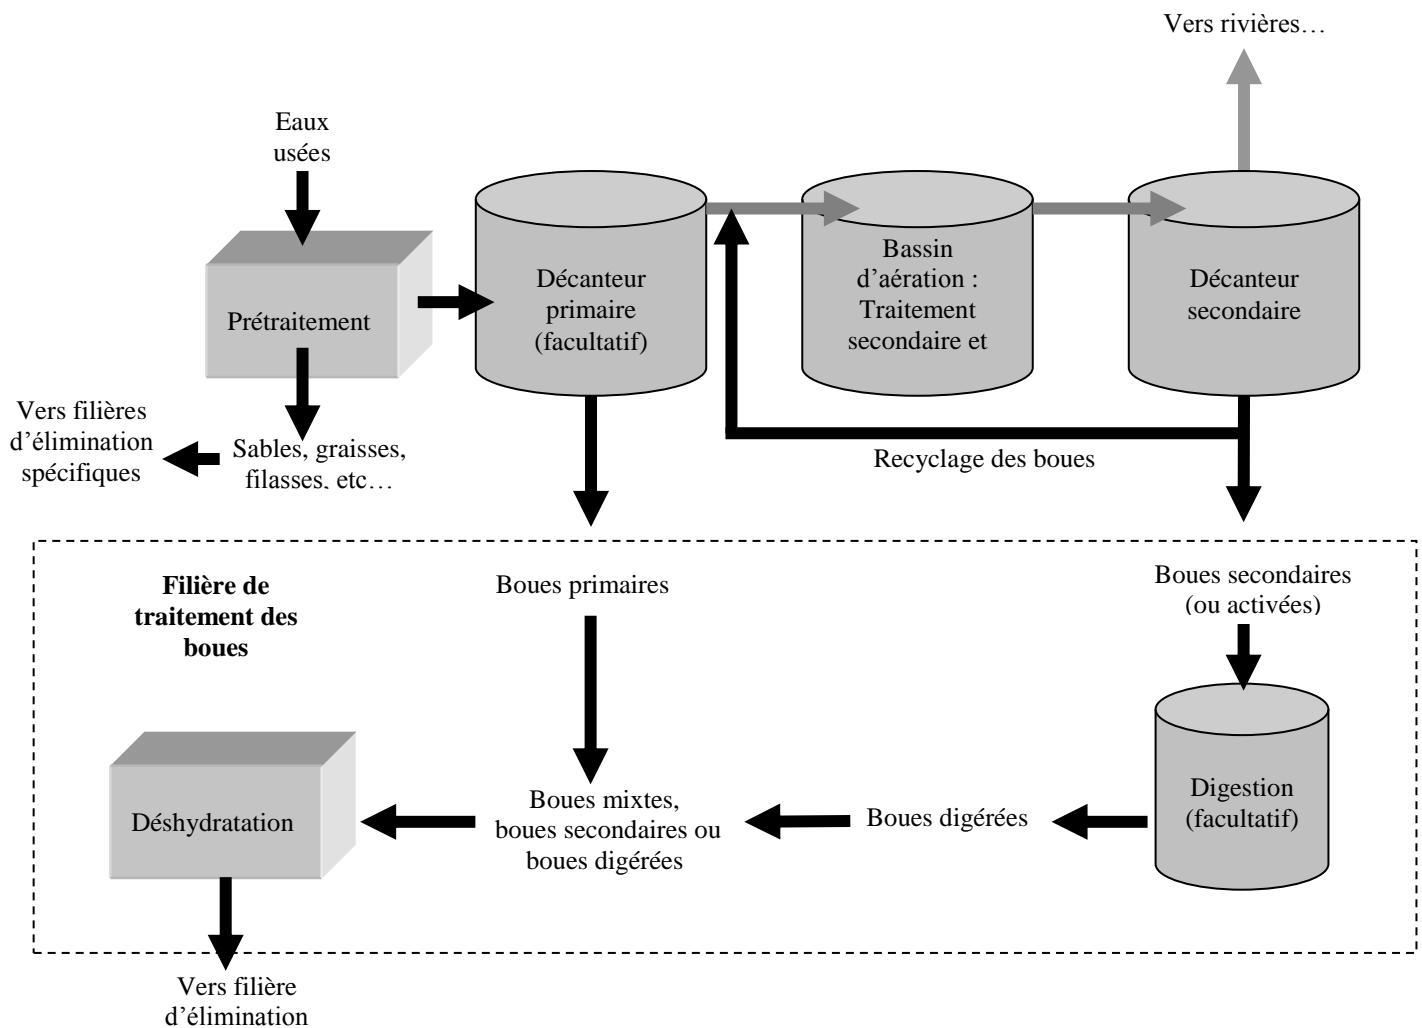 Vers rivières…
Eaux
usées
Prétraitement
Décanteur
primaire
(facultatif)
Bassin
d’aération :
Traitement
secondaire et
Décanteur
secondaire
Vers filières
d’élimination
spécifiques
Sables, graisses,
filasses, etc…
Recyclage des boues
Filière de
traitement des
boues
Boues primaires
Boues secondaires
(ou activées)
Déshydratation
Boues mixtes,
boues secondaires ou
boues digérées
Boues digérées
Digestion
(facultatif)
Vers filière
d’élimination